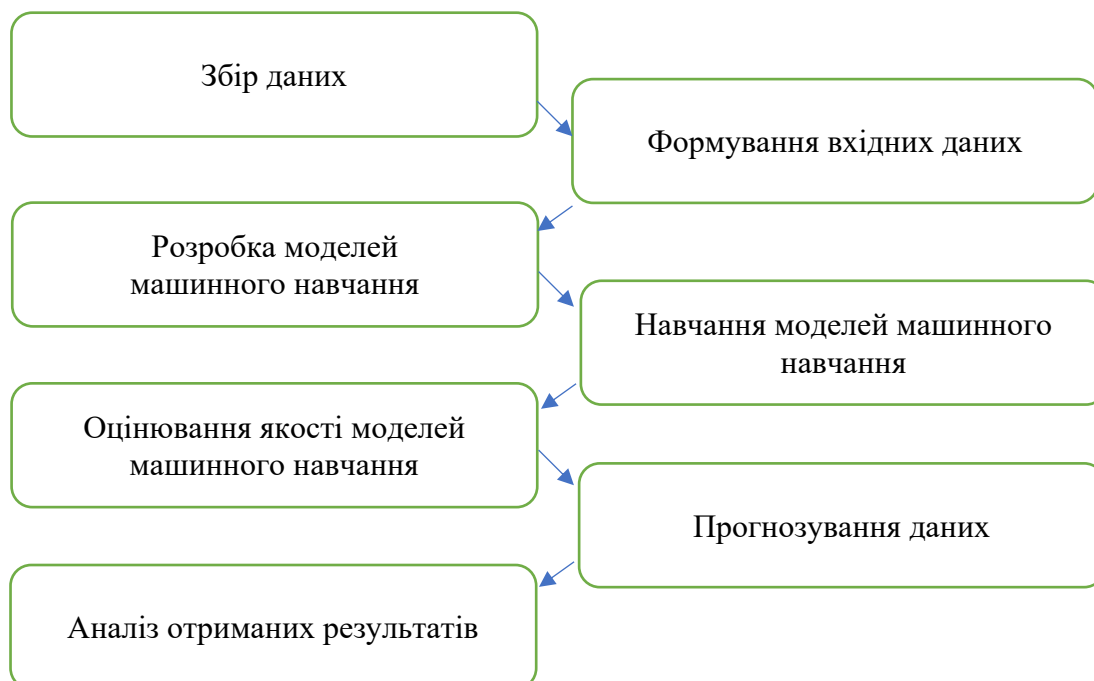 Збір даних
Формування вхідних даних
Розробка моделей
машинного навчання
Навчання моделей машинного
навчання
Оцінювання якості моделей
машинного навчання
Прогнозування даних
Аналіз отриманих результатів